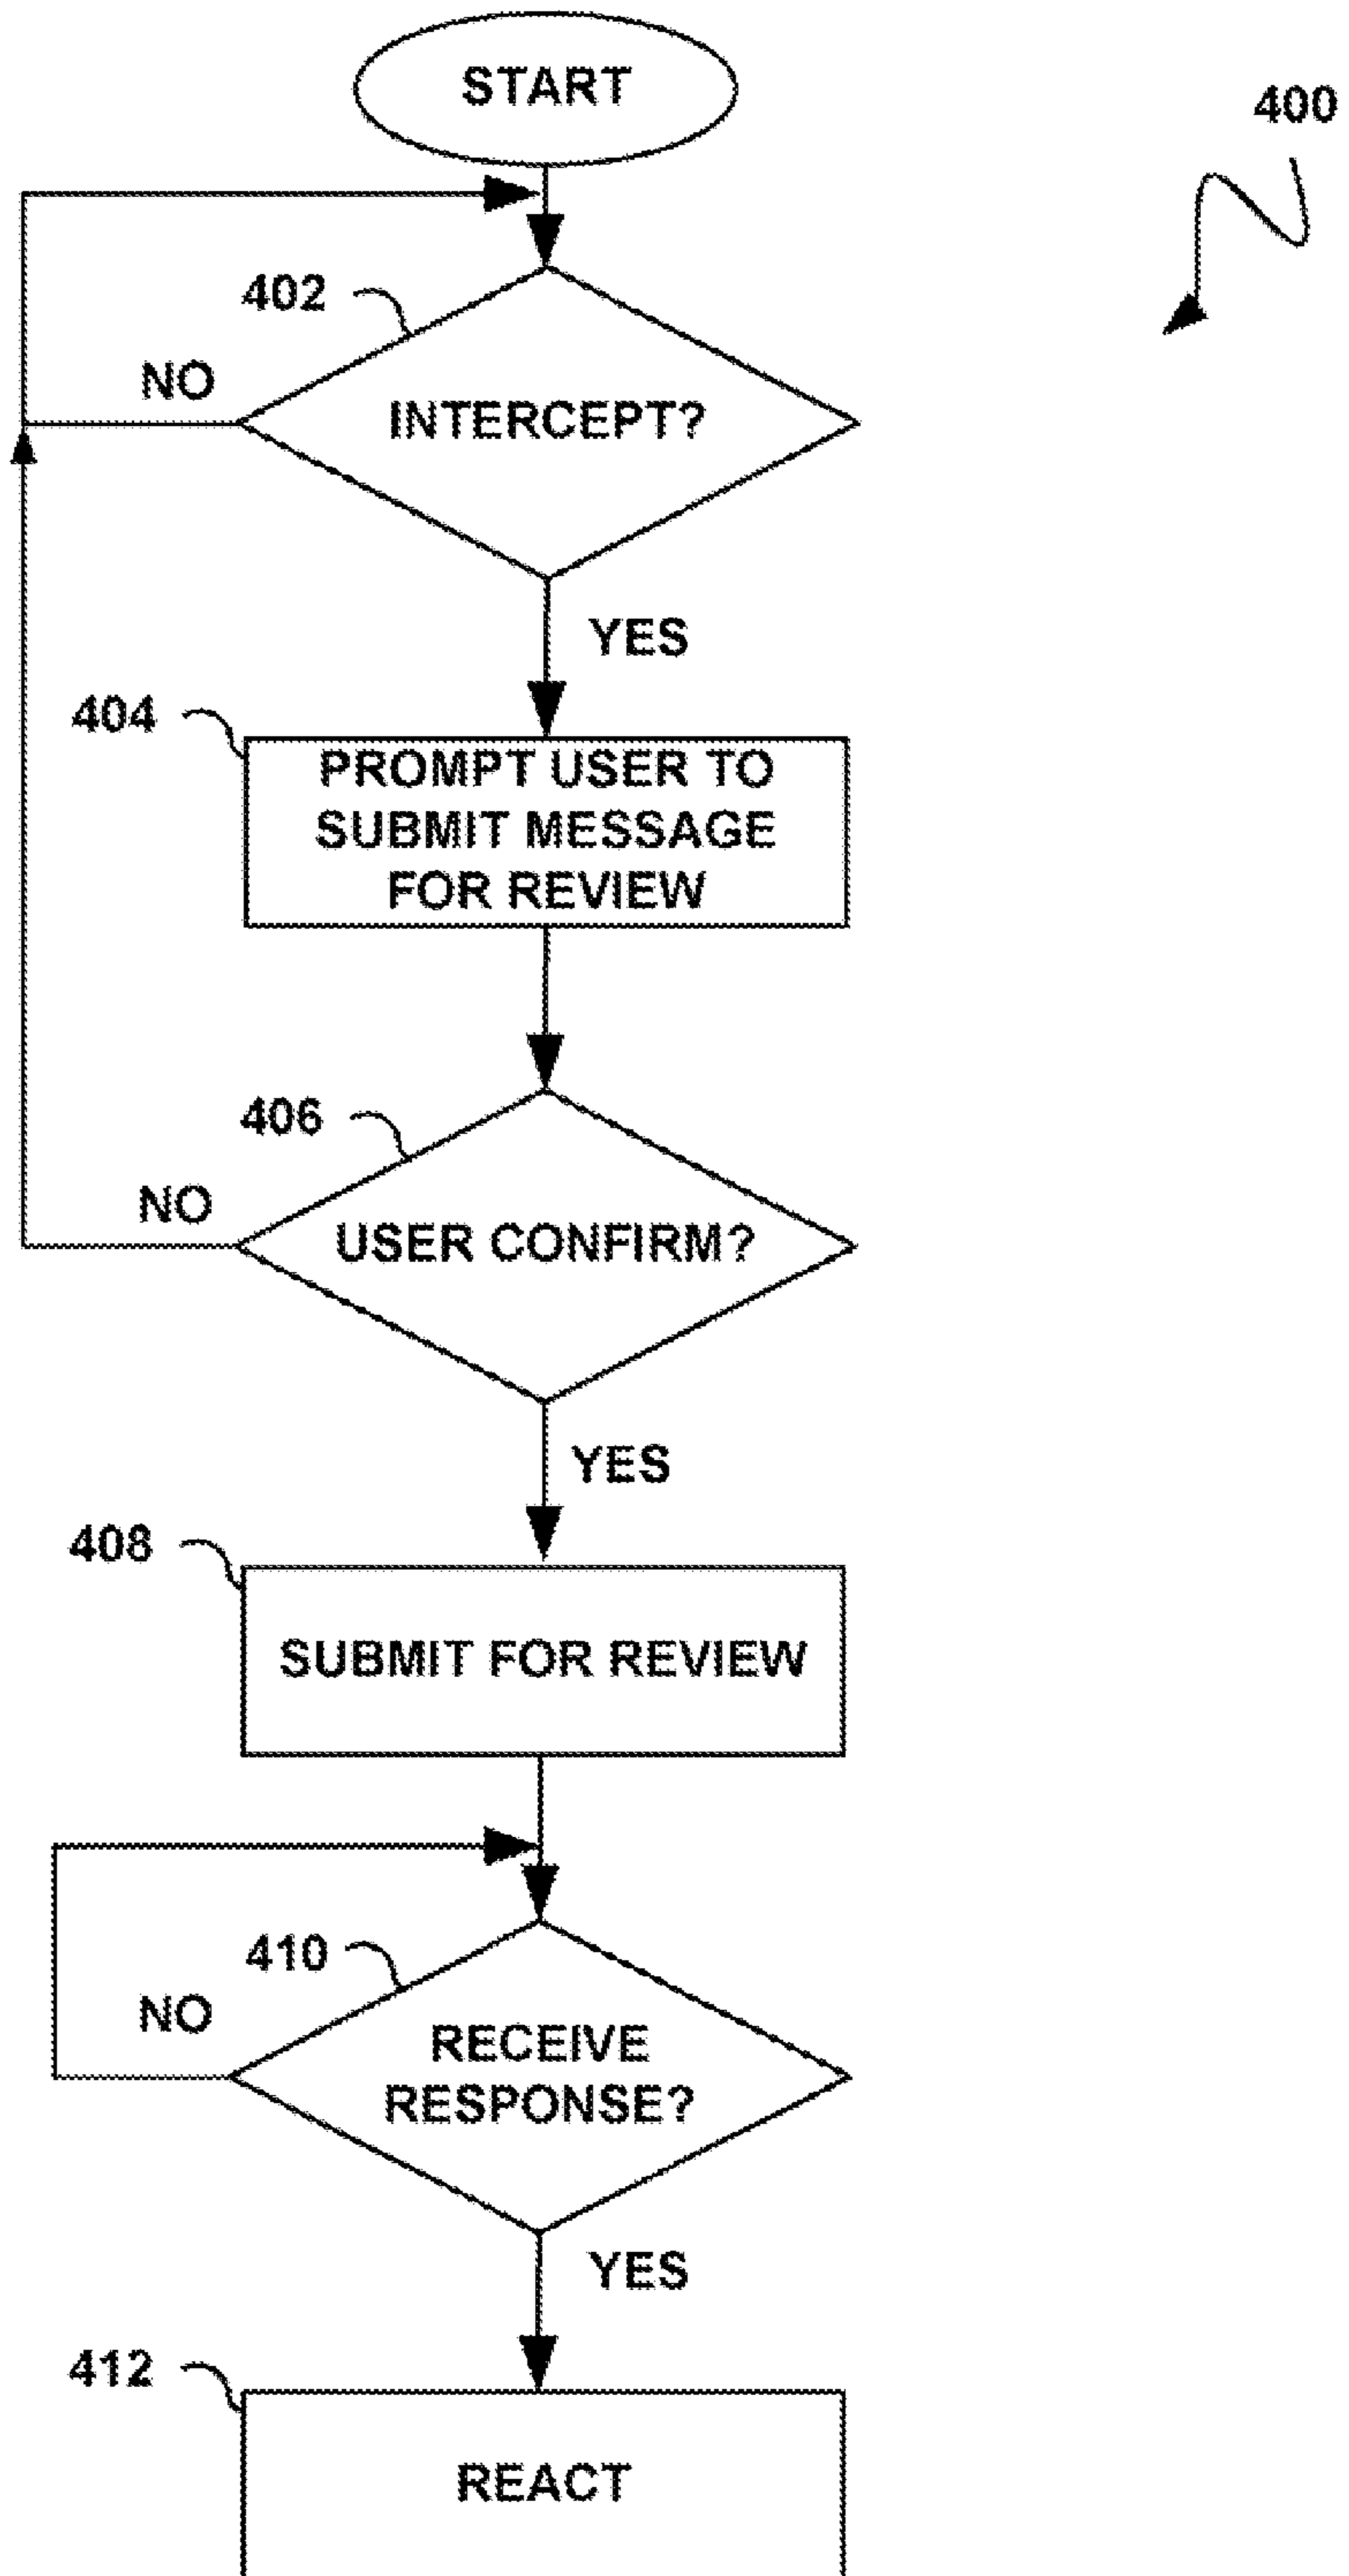 START
400
402
NO
INTERCEPT?
YES
404
PROMPT USER TO
SUBMIT MESSAGE
FOR REVIEW
406
NO
USER CONFIRM?
YES
408
SUBMIT FOR REVIEW
410
NO
RECEIVE
RESPONSE?
YES
412
REACT